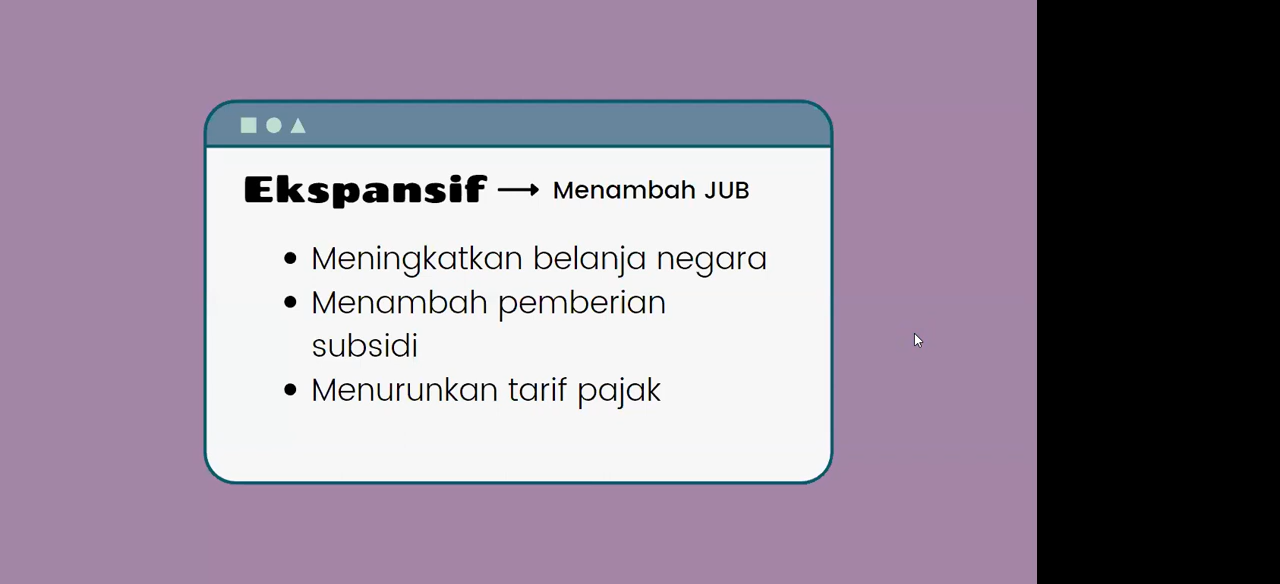 Ekspansif → Menambah JUB
• Meningkatkan belanja negara
• Menambah pemberian
subsidi
• Menurunkan tarif pajak